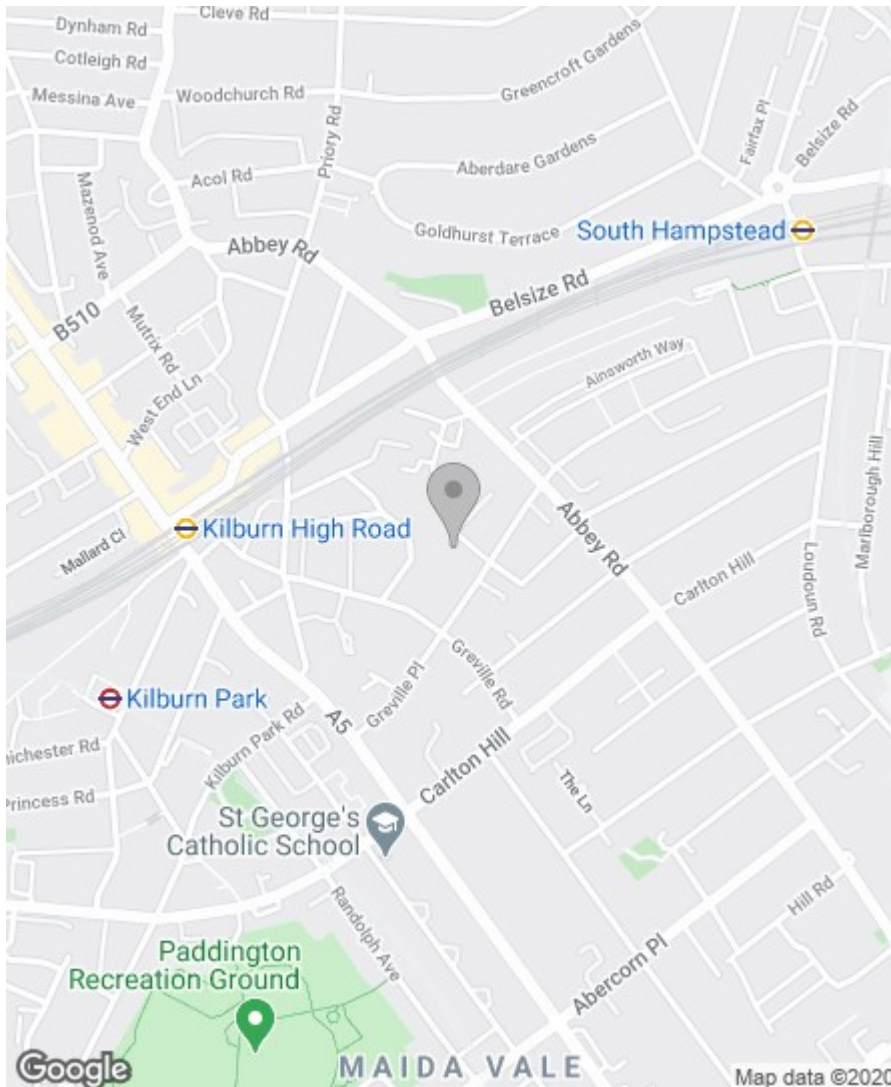 Cleve Rd
Dynham Rd
Cotleigh Rd
Messina Ave
Woodchurch Rd
Greencroft Gardens
Fairfax Pl
Belsize Rd
Priory Rd
Aberdare Gardens
Acol Rd
Mazenod Ave
Goldhurst Terrace
South Hampstead
Abbey Rd
Belsize Rd
B510
Mutrix Rd
Ainsworth Way
West End Ln
Marlborough Hill
Kilburn High Road
Abbey Rd
Mallard Cl
Carlton Hill
Loudoun Rd
Greville Rd
Kilburn Park
Greville Pl
A5
Kilburn Park Rd
hichester Rd
Carlton Hill
The Ln
Princess Rd
St George's
Catholic School
Hill Rd
Randolph Ave
Paddington
Recreation Ground
Abercorn Pl
MAIDA VALE
Google
Map data ©2020